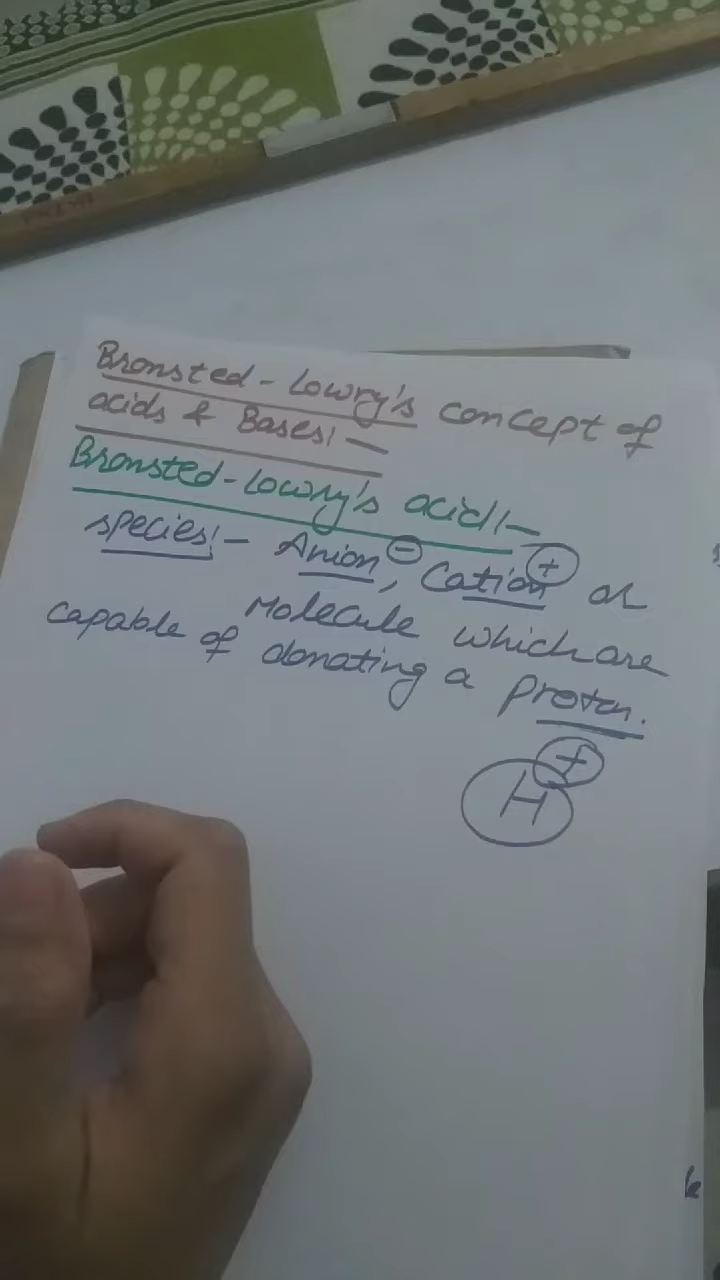 Bronsted-Lowry's concept of
acids & Bases:-
Bronsted-Lowry's acid:-
species:- Anion⊖, Cation⊕ or
Molecule which are
capable of donating a proton.
H⊕